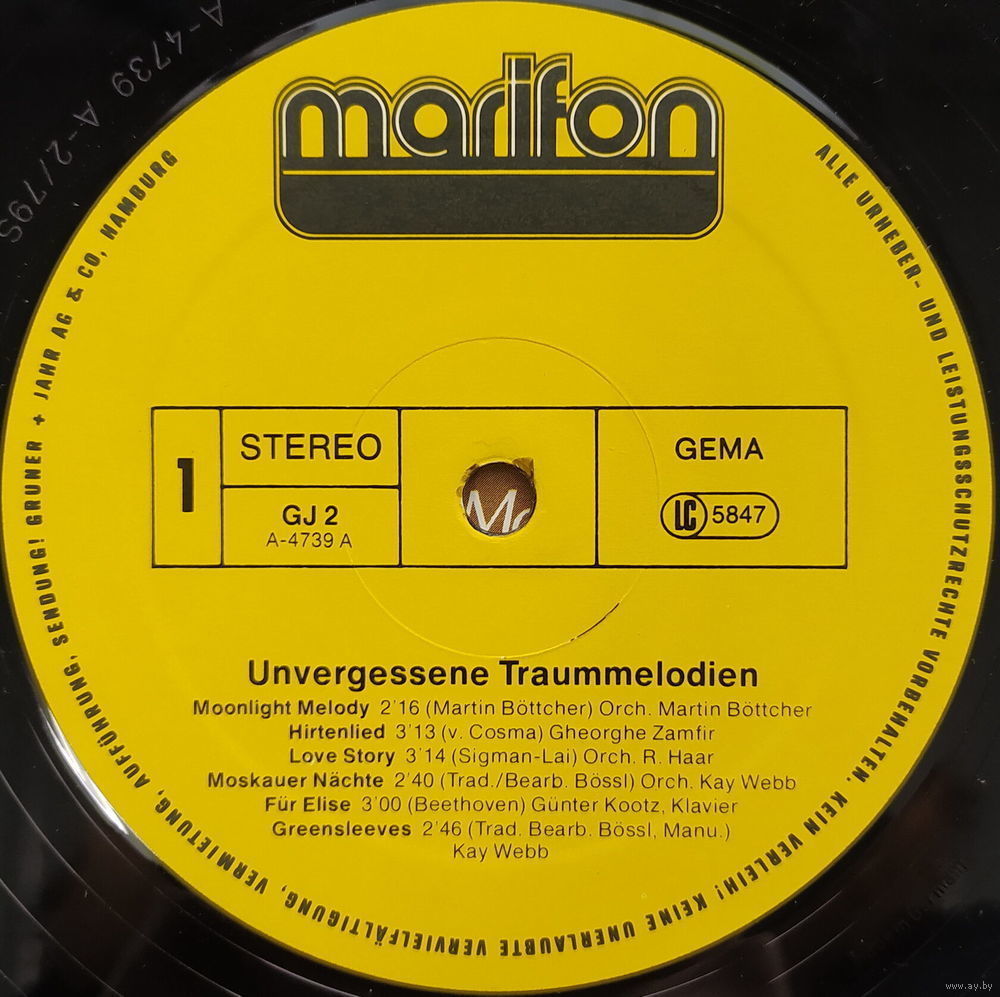 marifon
ALLE URHEBER- UND LEISTUNGSSCHUTZRECHTE VORBEHALTEN. KEIN VERLEIH! KEINE UNERLAUBTE VERVIELFÄLTIGUNG, VERMIETUNG, AUFFÜHRUNG, SENDUNG! GRUNER + JAHR AG & CO, HAMBURG
A-4739 A-2/79S
1
STEREO
GJ 2
A-4739 A
GEMA
LC 5847
Unvergessene Traummelodien
Moonlight Melody 2'16 (Martin Böttcher) Orch. Martin Böttcher
Hirtenlied 3'13 (v. Cosma) Gheorghe Zamfir
Love Story 3'14 (Sigman-Lai) Orch. R. Haar
Moskauer Nächte 2'40 (Trad./Bearb. Bössl) Orch. Kay Webb
Für Elise 3'00 (Beethoven) Günter Kootz, Klavier
Greensleeves 2'46 (Trad. Bearb. Bössl, Manu.)
Kay Webb
www.ay.by